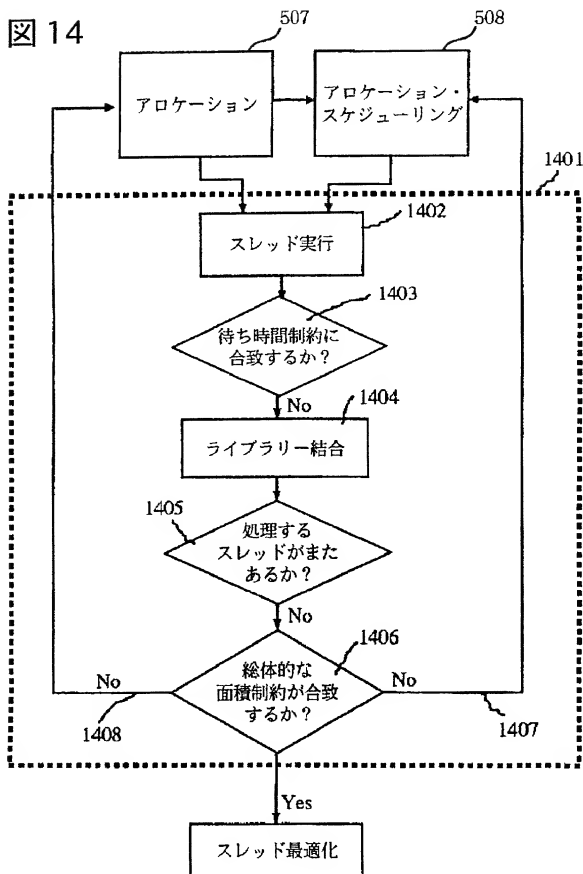 図 14
507
508
アロケーション
アロケーション・
スケジューリング
1401
1402
スレッド実行
1403
待ち時間制約に
合致するか？
No
1404
ライブラリー結合
1405
処理する
スレッドがまた
あるか？
No
1406
総体的な
面積制約が合致
するか？
No
No
1408
1407
Yes
スレッド最適化